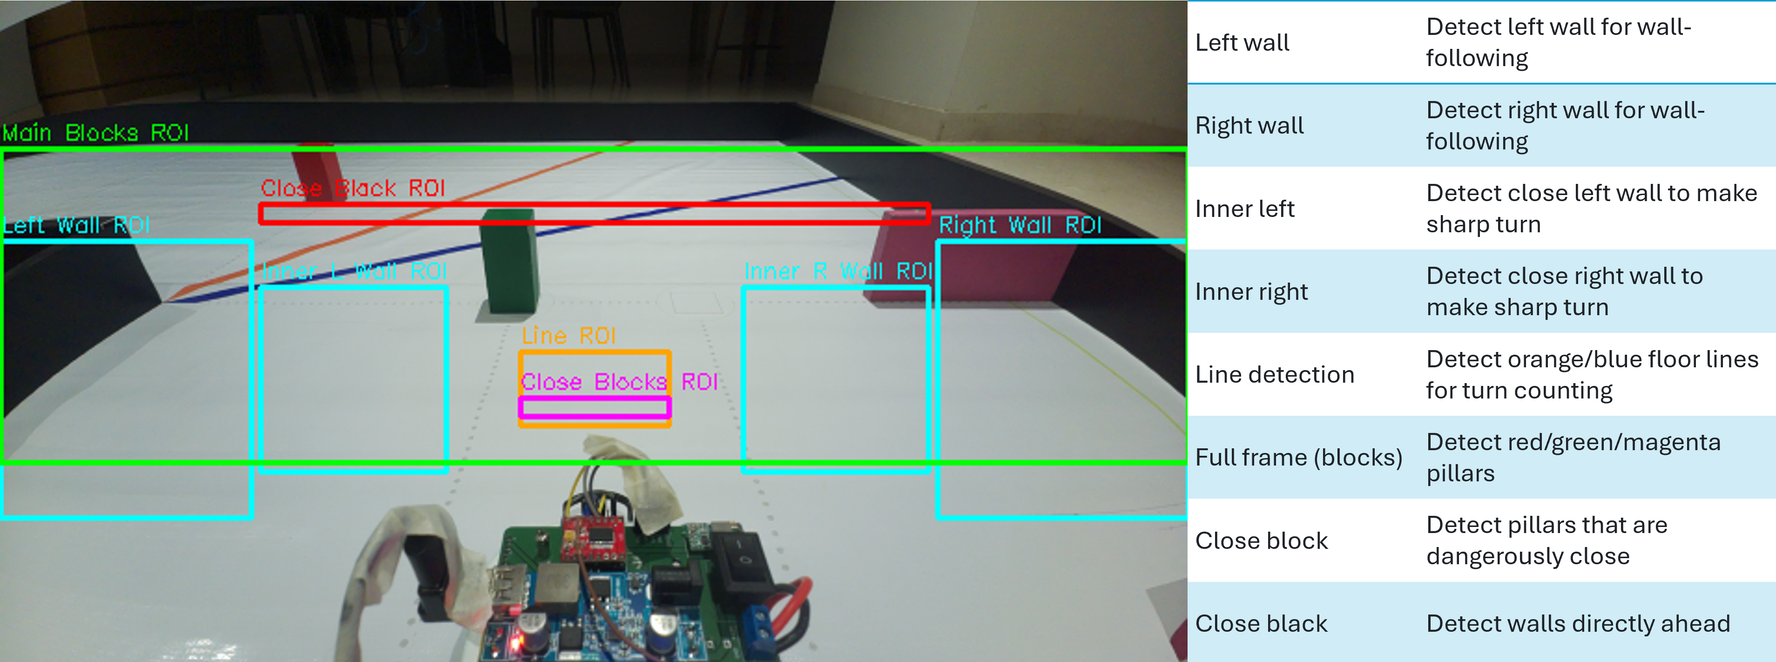 Main Blocks ROI
Close Black ROI
Left Wall ROI
Right Wall ROI
Inner L Wall ROI
Inner R Wall ROI
Line ROI
Close Blocks ROI
Left wall
Detect left wall for wall-
following
Right wall
Detect right wall for wall-
following
Inner left
Detect close left wall to make
sharp turn
Inner right
Detect close right wall to
make sharp turn
Line detection
Detect orange/blue floor lines
for turn counting
Full frame (blocks)
Detect red/green/magenta
pillars
Close block
Detect pillars that are
dangerously close
Close black
Detect walls directly ahead